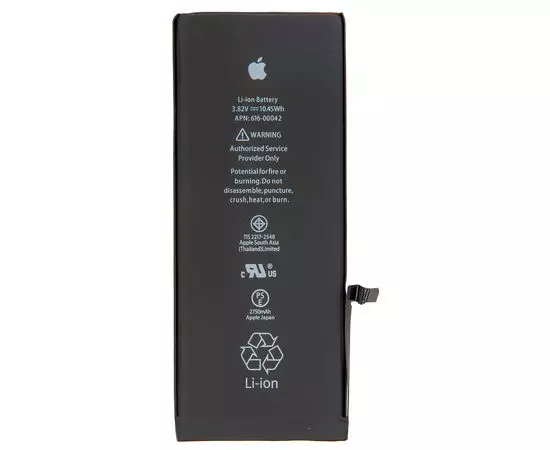 Li-ion Battery
3.82V ⎓ 10.45Wh
APN: 616-00042
WARNING
Authorized Service
Provider Only
Potential for fire or
burning. Do not
disassemble, puncture,
crush, heat, or burn.
TIS 2217-2548
Apple South Asia
(Thailand) Limited
c RU US
PS
E
2750mAh
Apple Japan
Li-ion